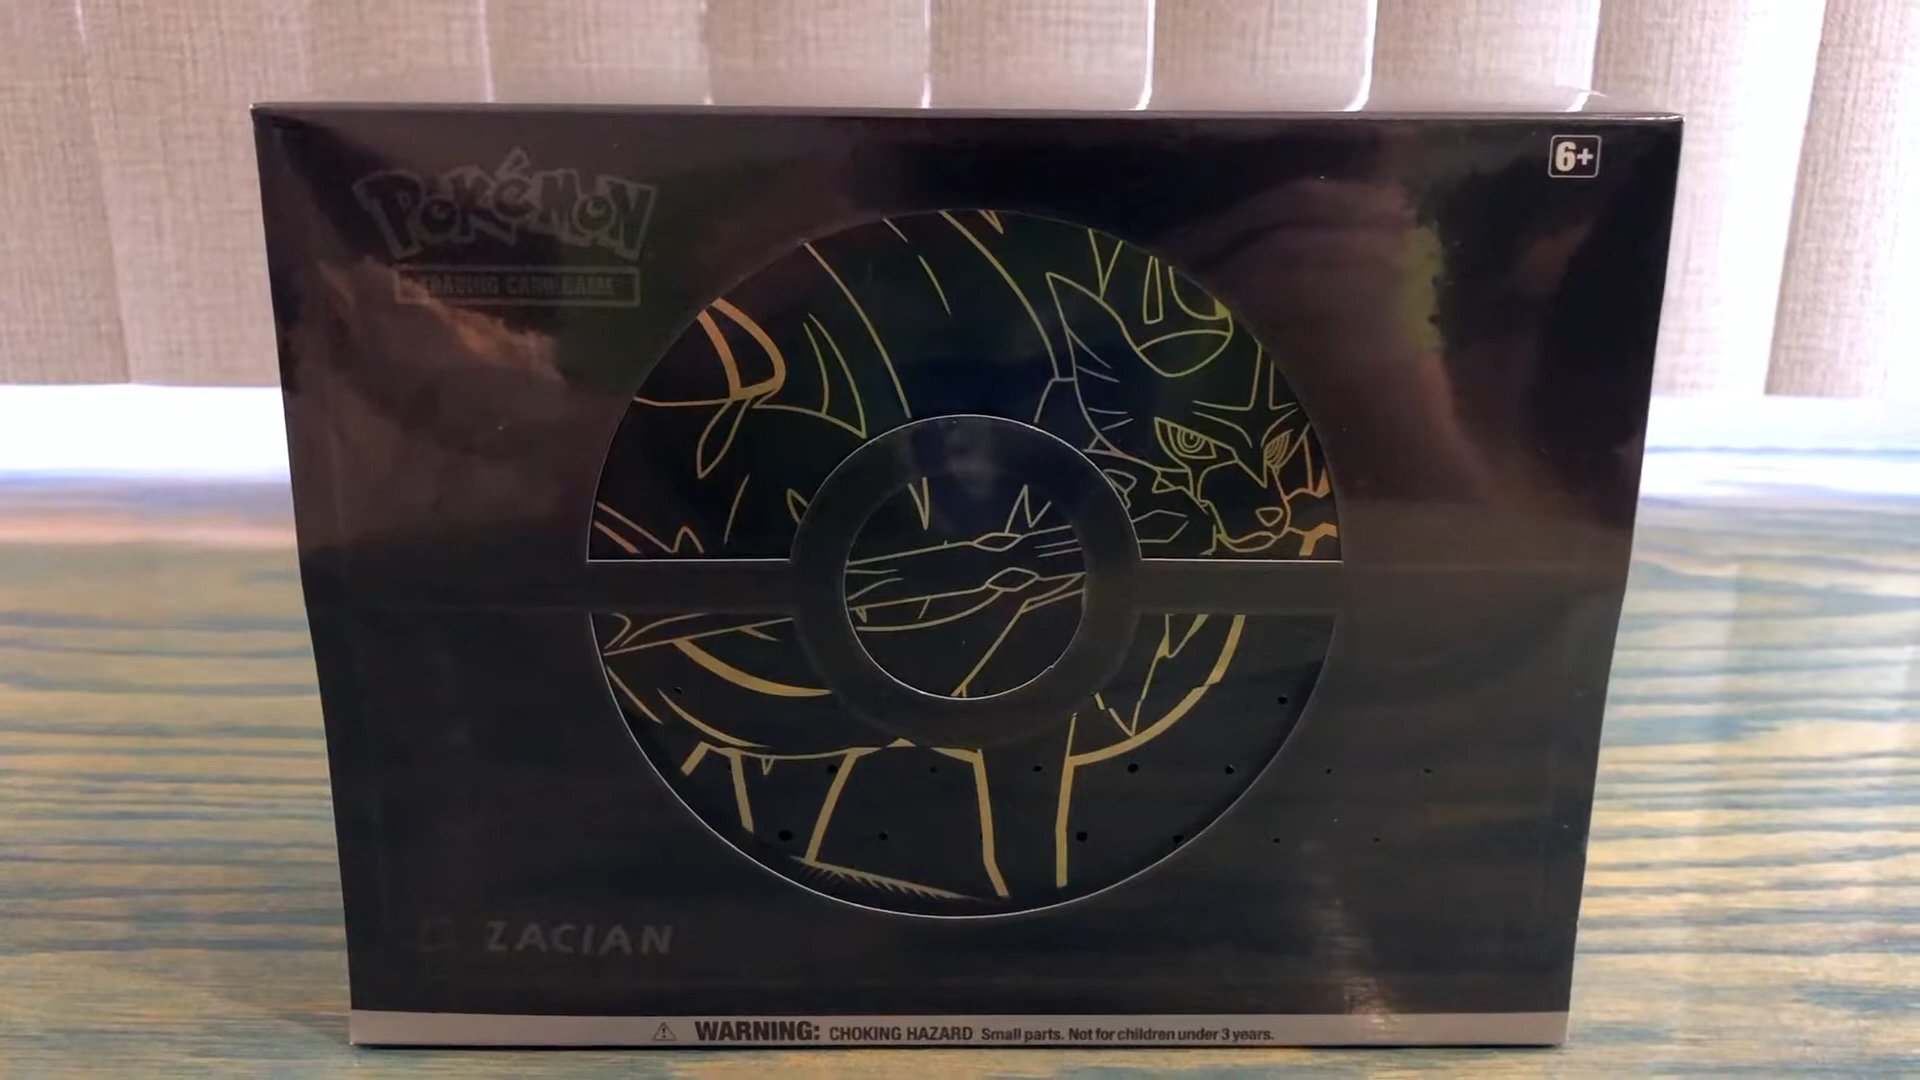 6+
POKéMON
TRADING CARD GAME
ZACIAN
WARNING: CHOKING HAZARD Small parts. Not for children under 3 years.